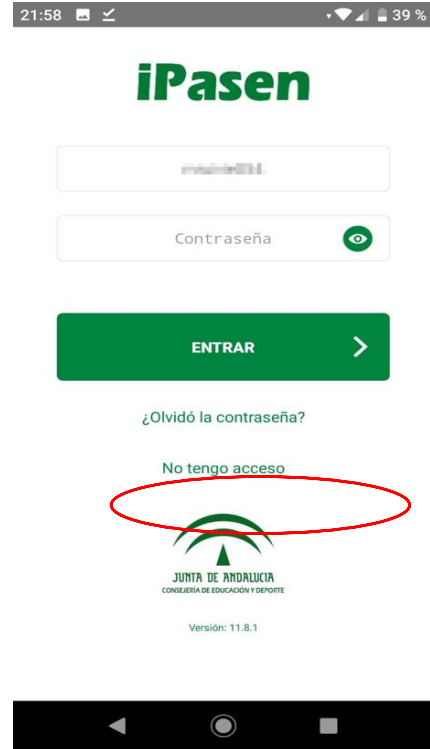 21:58
39 %
iPasen
Contraseña
ENTRAR
¿Olvidó la contraseña?
No tengo acceso
JUNTA DE ANDALUCIA
CONSEJERÍA DE EDUCACIÓN Y DEPORTE
Versión: 11.8.1